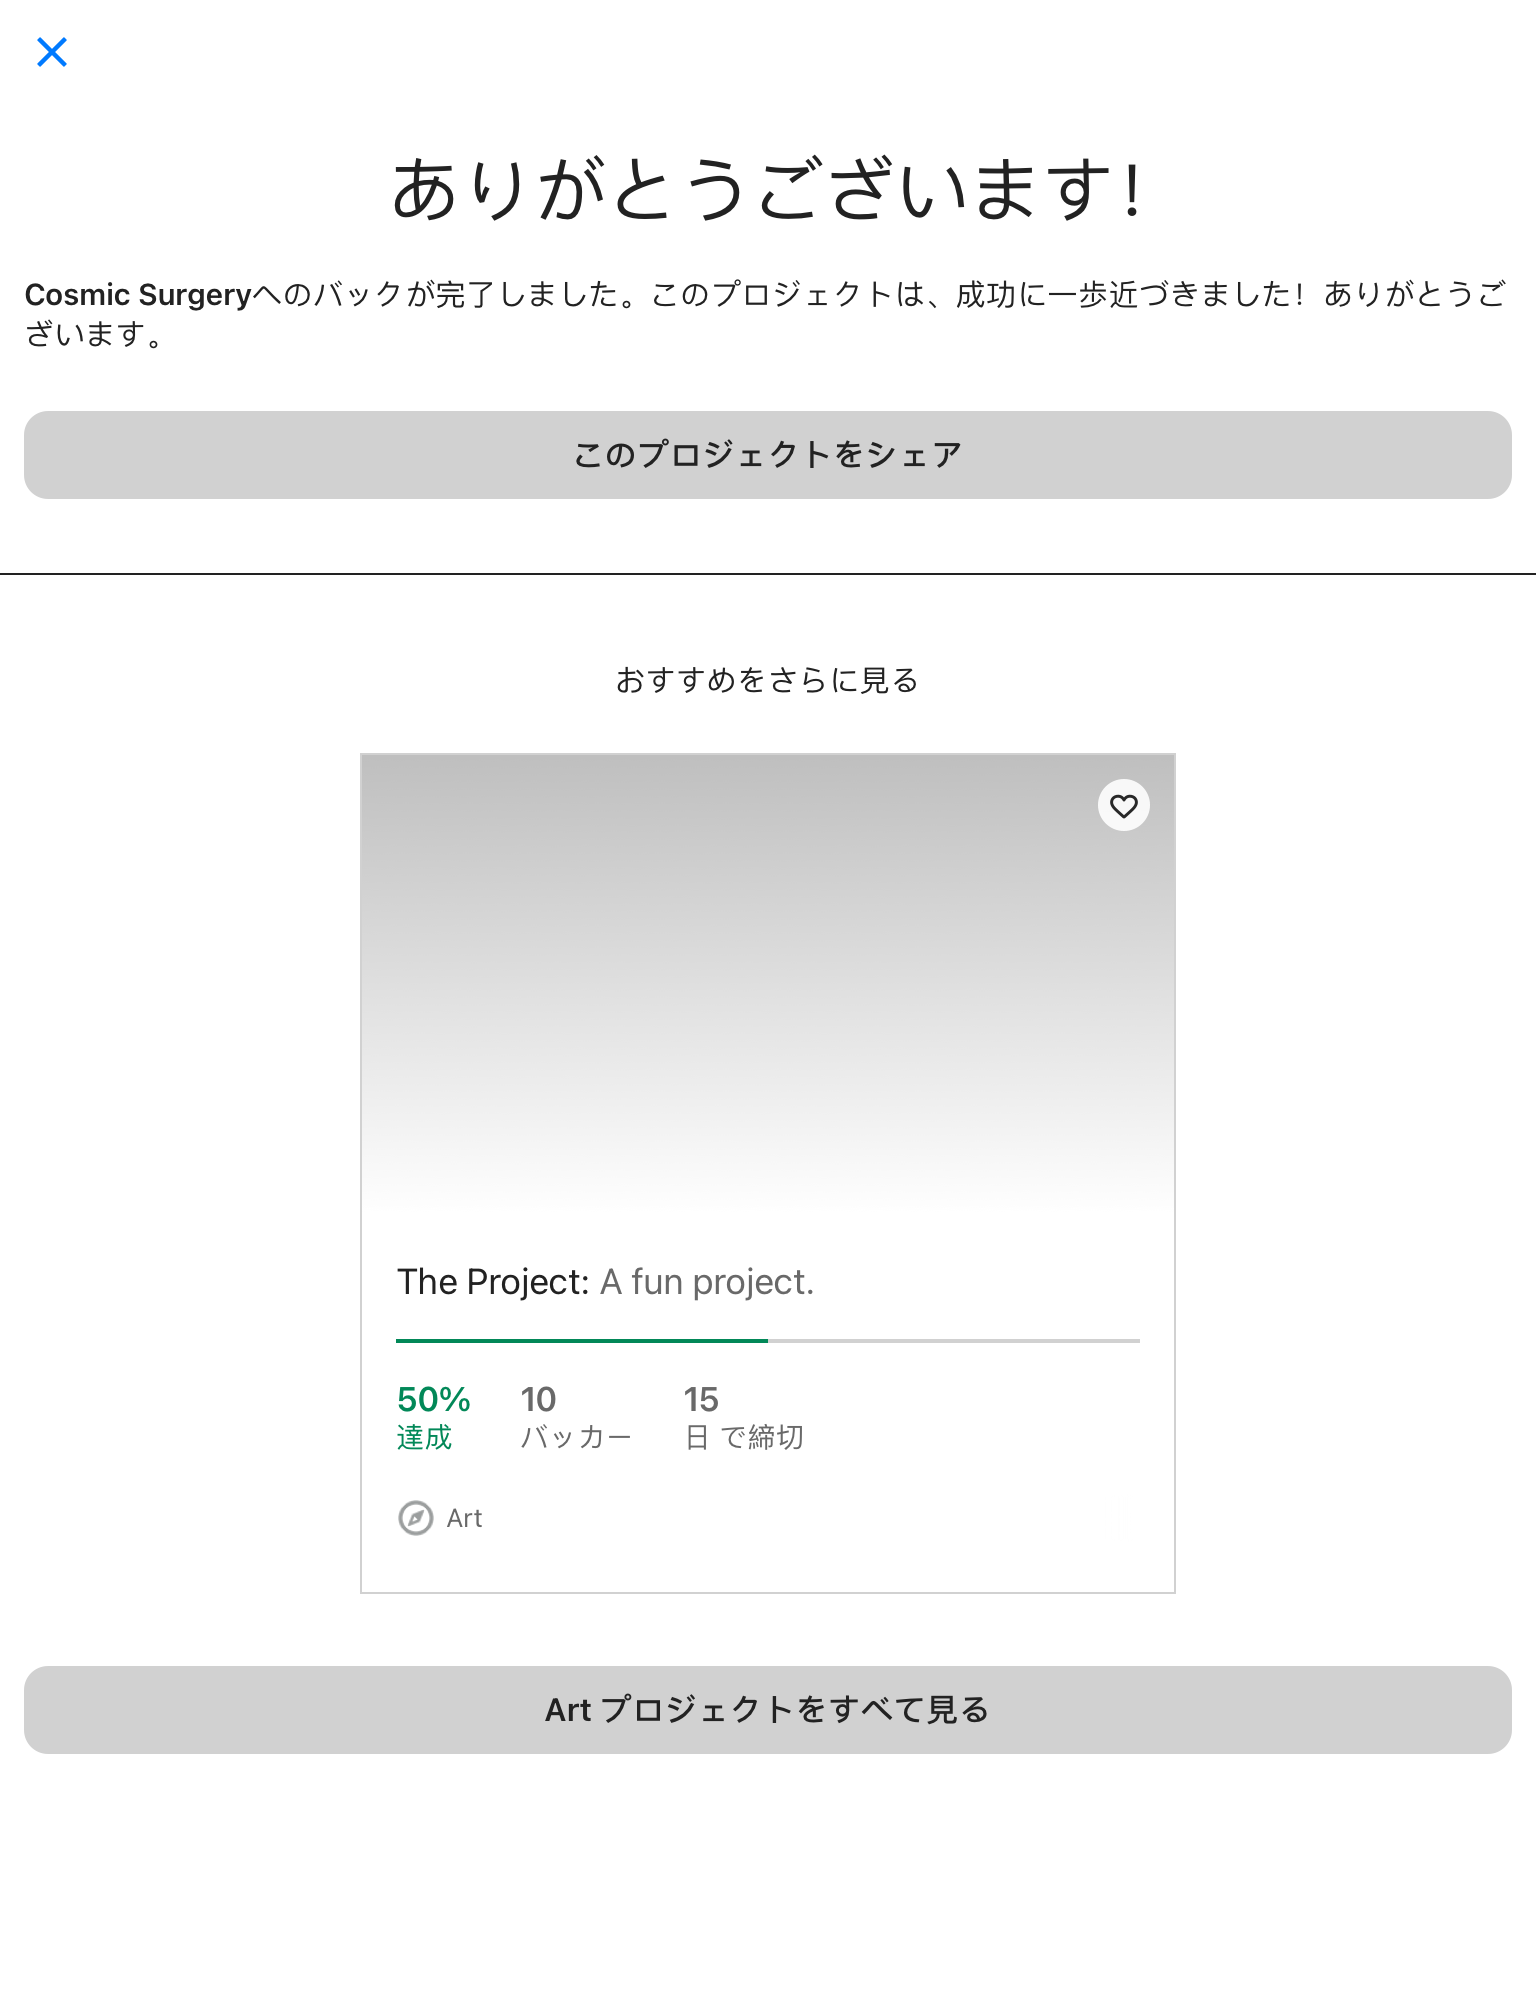 ありがとうございます！
Cosmic Surgeryへのバックが完了しました。このプロジェクトは、成功に一歩近づきました！ありがとうご
ざいます。
このプロジェクトをシェア
おすすめをさらに見る
The Project: A fun project.
50% 10 15
達成 バッカー 日 で締切
Art
Art プロジェクトをすべて見る